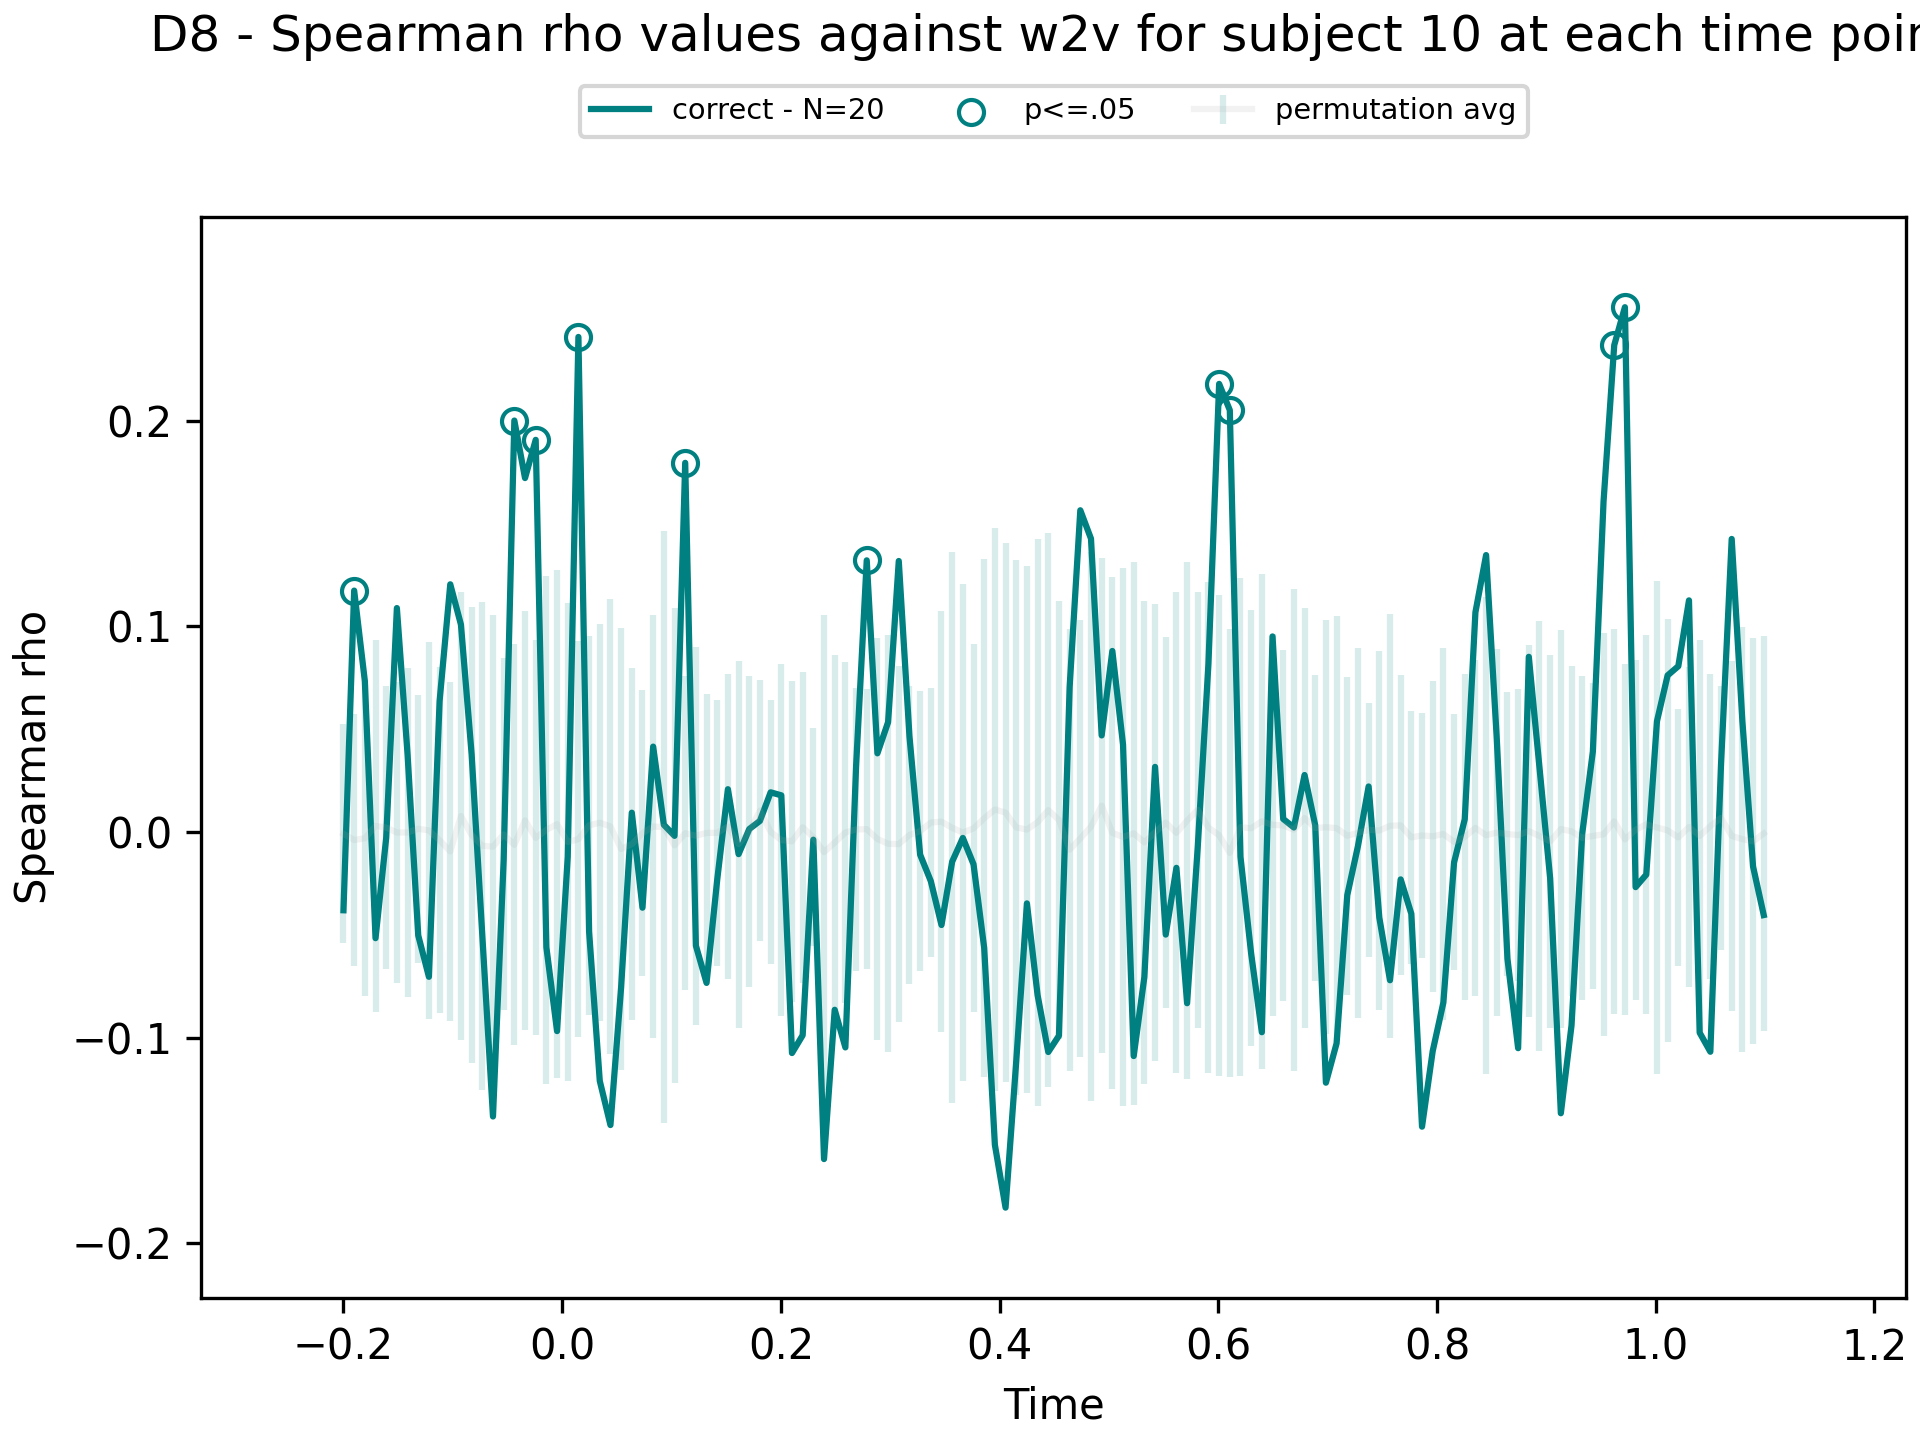 D8 - Spearman rho values against w2v for subject 10 at each time poin
correct - N=20 p<=.05 permutation avg
0.2
0.1
0.0
−0.1
−0.2
Spearman rho
−0.2 0.0 0.2 0.4 0.6 0.8 1.0 1.2
Time